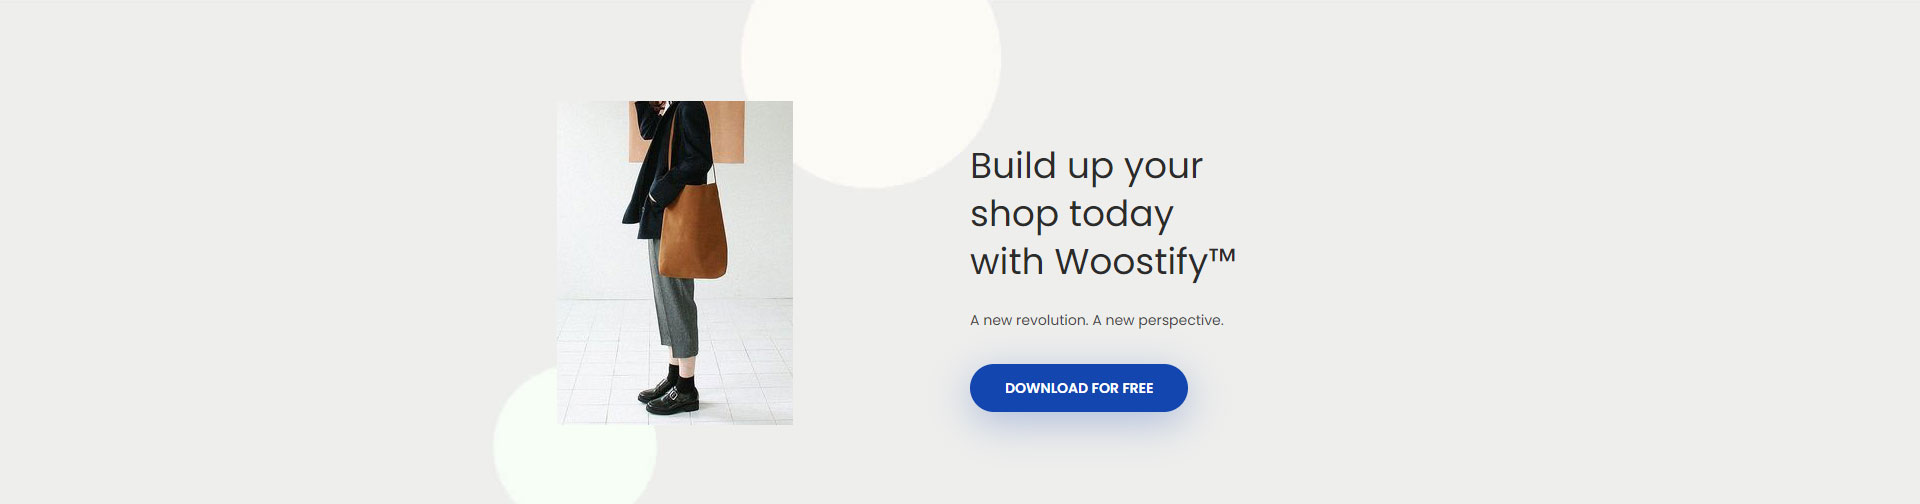 Build up your
shop today
with Woostify™
A new revolution. A new perspective.
DOWNLOAD FOR FREE